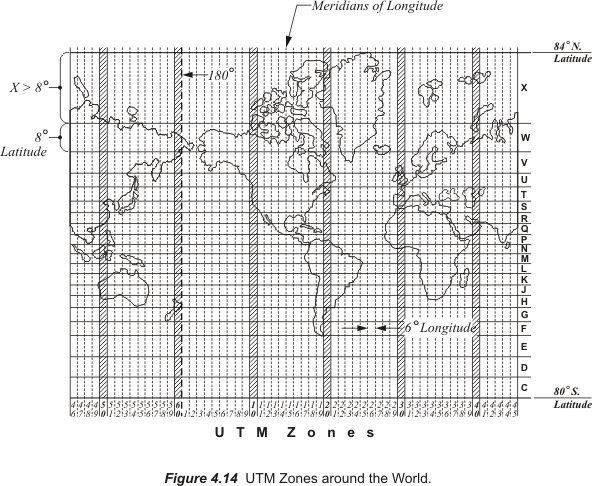 Meridians of Longitude
84° N.
Latitude
180°
X > 8°
8°
Latitude
X
W
V
U
T
S
R
Q
P
N
M
L
K
J
H
G
F
E
D
C
6° Longitude
80° S.
Latitude
U T M Z o n e s
Figure 4.14 UTM Zones around the World.